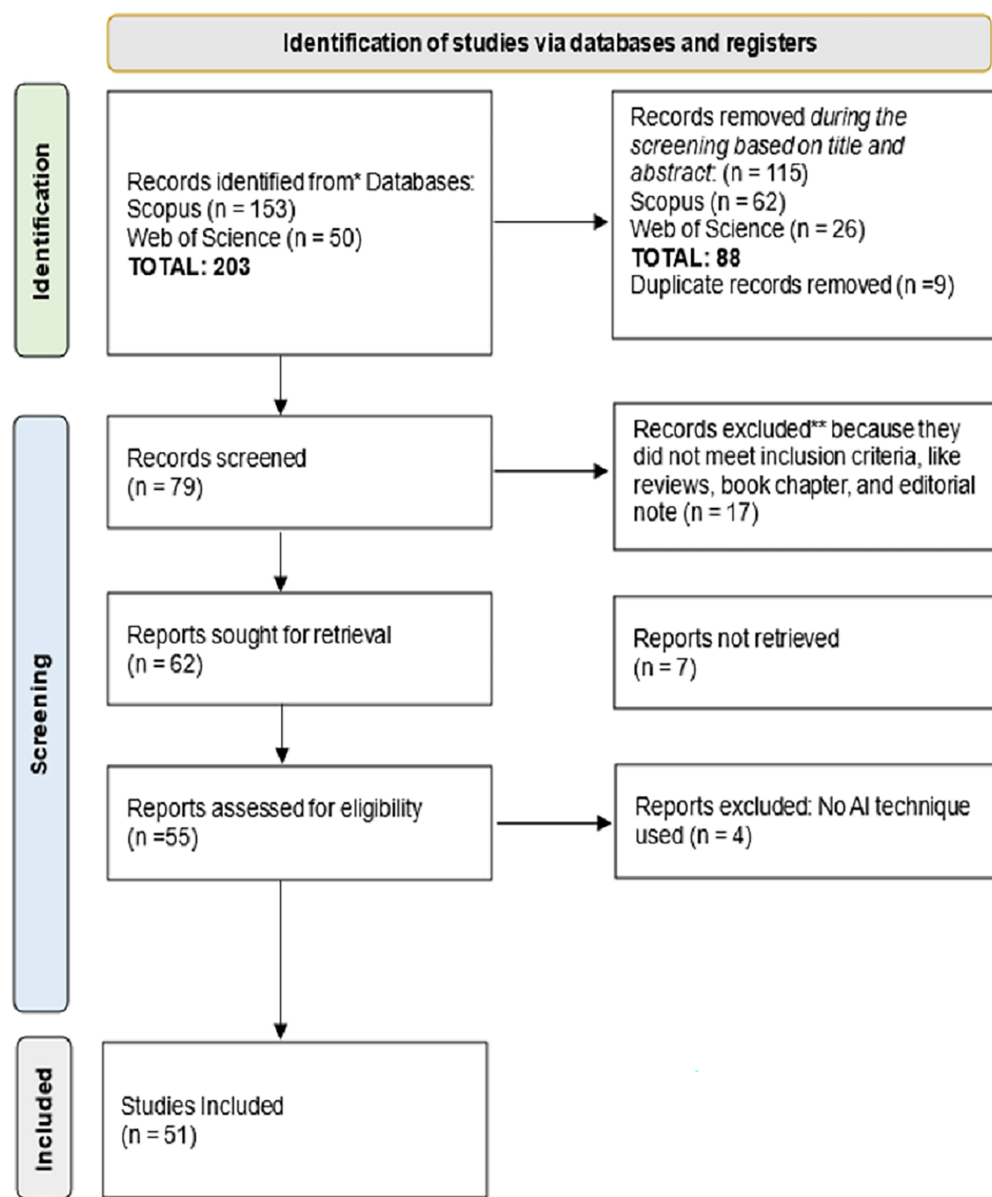 Identification of studies via databases and registers
Identification
Records identified from* Databases:
Scopus (n = 153)
Web of Science (n = 50)
TOTAL: 203
Records removed during the
screening based on title and
abstract: (n = 115)
Scopus (n = 62)
Web of Science (n = 26)
TOTAL: 88
Duplicate records removed (n =9)
Screening
Records screened
(n = 79)
Records excluded** because they
did not meet inclusion criteria, like
reviews, book chapter, and editorial
note (n = 17)
Reports sought for retrieval
(n = 62)
Reports not retrieved
(n = 7)
Reports assessed for eligibility
(n =55)
Reports excluded: No AI technique
used (n = 4)
Included
Studies Included
(n = 51)